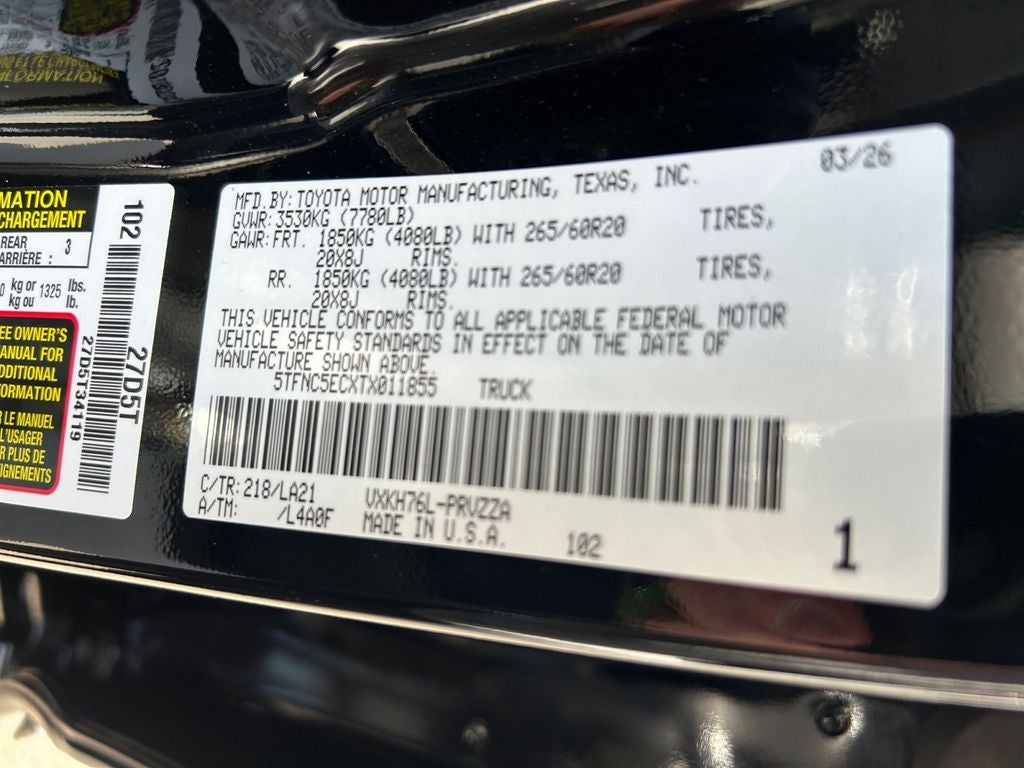 MATION
CHARGEMENT
REAR
ARRIÈRE : 3
0 kg or 1325 lbs.
kg ou lb.
EE OWNER'S
MANUAL FOR
DDITIONAL
FORMATION
R LE MANUEL
L'USAGER
R PLUS DE
IGNEMENTS
102
27D5T34119
27D5T
03/26
MFD.BY:TOYOTA MOTOR MANUFACTURING, TEXAS, INC.
GVWR:3530KG (7780LB)
GAWR:FRT. 1850KG (4080LB) WITH 265/60R20 TIRES,
20X8J RIMS.
RR. 1850KG (4080LB) WITH 265/60R20 TIRES,
20X8J RIMS.
THIS VEHICLE CONFORMS TO ALL APPLICABLE FEDERAL MOTOR
VEHICLE SAFETY STANDARDS IN EFFECT ON THE DATE OF
MANUFACTURE SHOWN ABOVE.
5TFNC5ECXTX011855 TRUCK
C/TR:218/LA21 VXKH76L-PRVZZA
A/TM: /L4A0F MADE IN U.S.A. 102
1